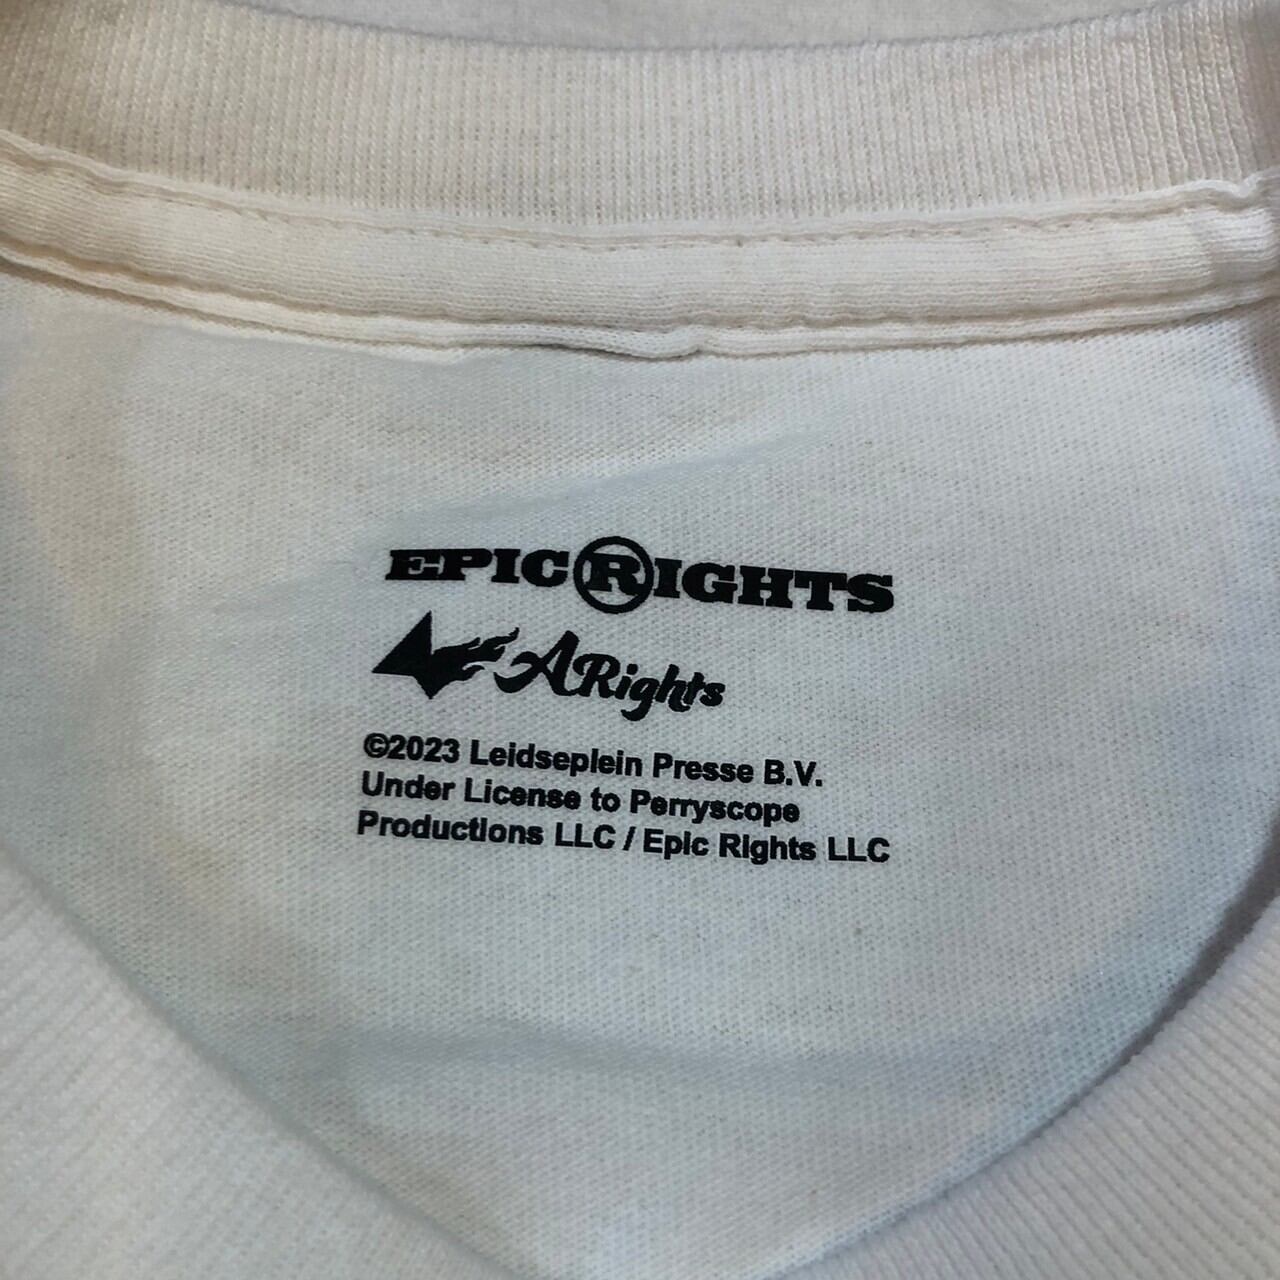 EPIC RIGHTS
ARights
©2023 Leidseplein Presse B.V.
Under License to Perryscope
Productions LLC / Epic Rights LLC